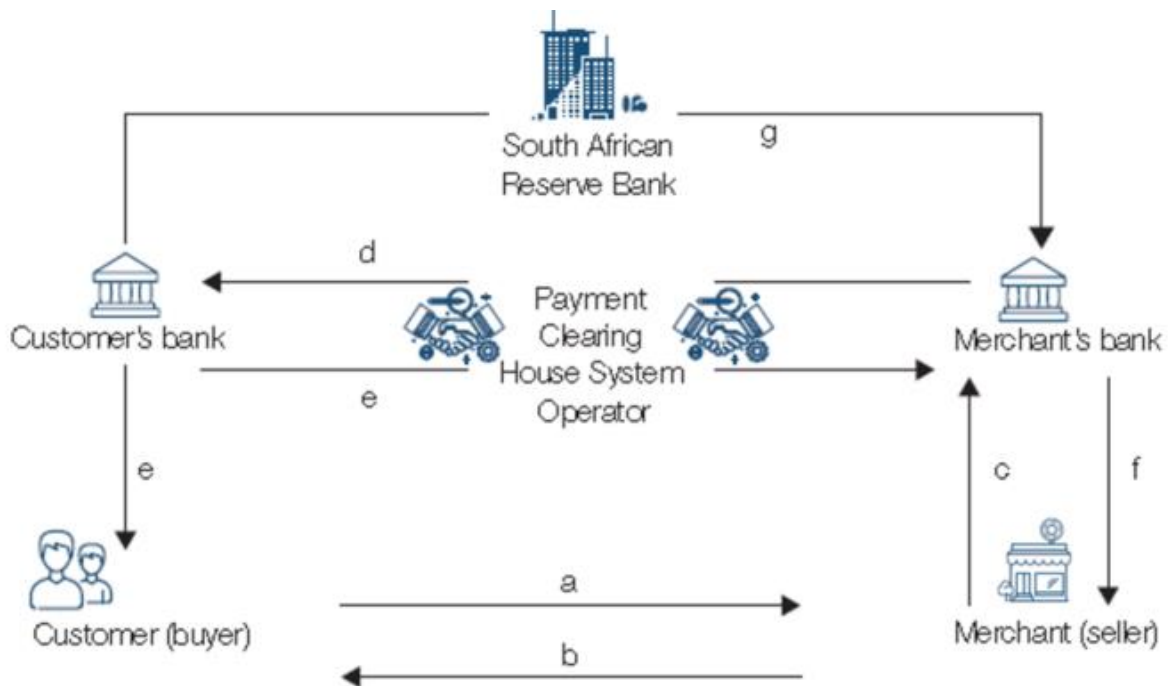 g
South African
Reserve Bank
d
Payment
Clearing
House System
Operator
Customer's bank
Merchant's bank
e
e
c
f
a
Customer (buyer)
Merchant (seller)
b